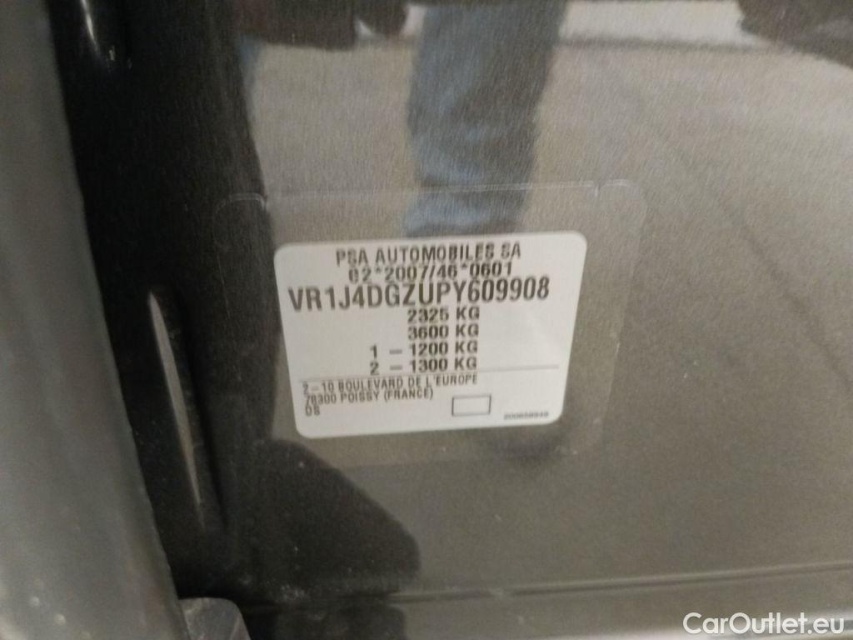 PSA AUTOMOBILES SA
02*2007/46*0601
VR1J4DGZUPY609908
2325 KG
3600 KG
1 - 1200 KG
2 - 1300 KG
2 - 10 BOULEVARD DE L'EUROPE
78300 POISSY (FRANCE)
DS
CarOutlet.eu